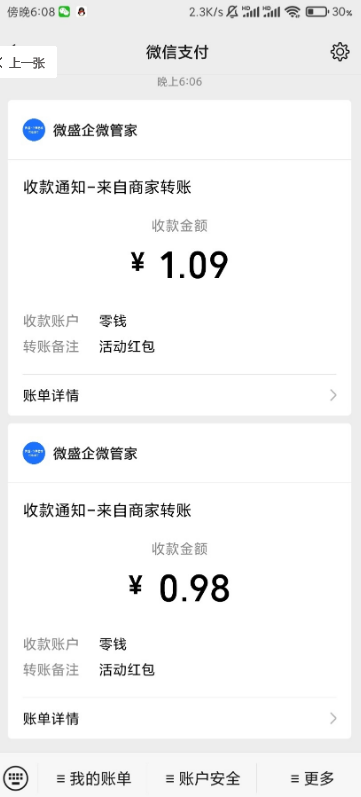 傍晚6:08 2.3K/s 30%
上一张
微信支付
晚上6:06
微盛企微管家
收款通知-来自商家转账
收款金额
¥ 1.09
收款账户 零钱
转账备注 活动红包
账单详情
微盛企微管家
收款通知-来自商家转账
收款金额
¥ 0.98
收款账户 零钱
转账备注 活动红包
账单详情
我的账单 账户安全 更多